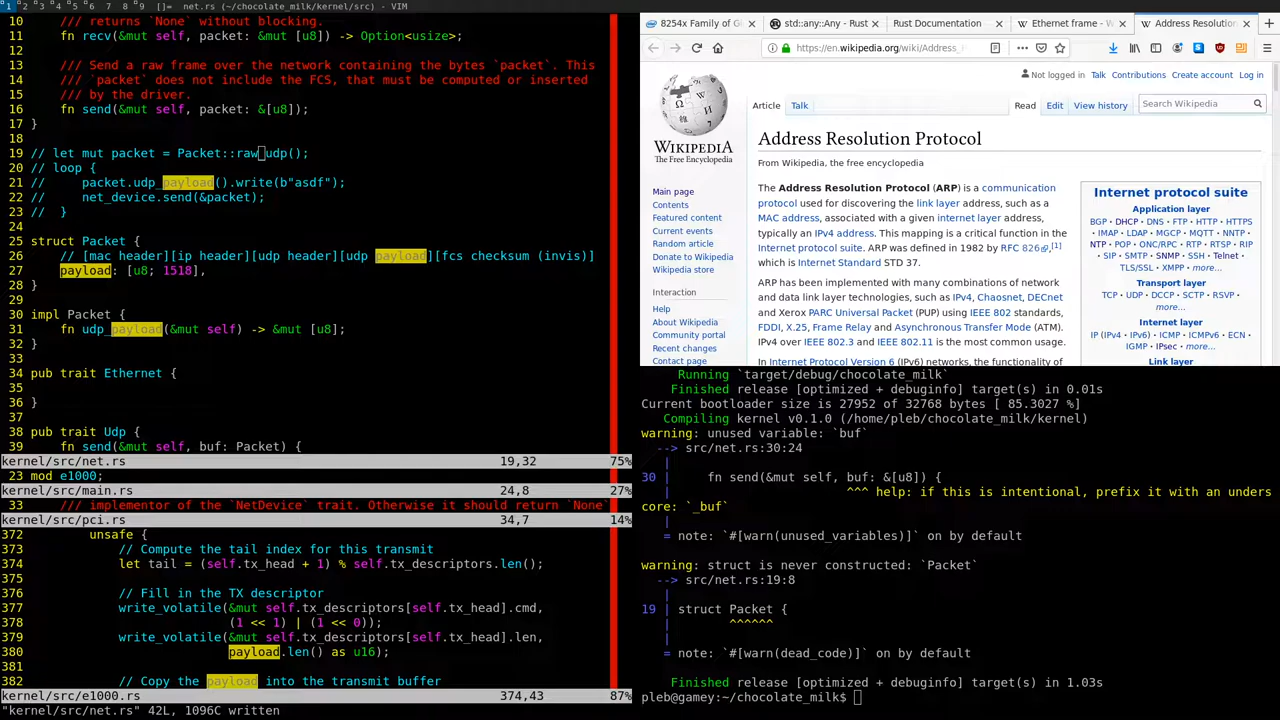 1 2 3 4 5 6 7 8 9 []= net.rs (~/chocolate_milk/kernel/src) - VIM
10 /// returns `None` without blocking.
11 fn recv(&mut self, packet: &mut [u8]) -> Option<usize>;
12
13 /// Send a raw frame over the network containing the bytes `packet`. This
14 /// `packet` does not include the FCS, that must be computed or inserted
15 /// by the driver.
16 fn send(&mut self, packet: &[u8]);
17 }
18
19 // let mut packet = Packet::raw_udp();
20 // loop {
21 // packet.udp_payload().write(b"asdf");
22 // net_device.send(&packet);
23 // }
24
25 struct Packet {
26 // [mac header][ip header][udp header][udp payload][fcs checksum (invis)]
27 payload: [u8; 1518],
28 }
29
30 impl Packet {
31 fn udp_payload(&mut self) -> &mut [u8];
32 }
33
34 pub trait Ethernet {
35
36 }
37
38 pub trait Udp {
39 fn send(&mut self, buf: Packet) {
kernel/src/net.rs 19,32 75%
23 mod e1000;
kernel/src/main.rs 24,8 27%
33 /// implementor of the `NetDevice` trait. Otherwise it should return `None`
kernel/src/pci.rs 34,7 14%
372 unsafe {
373 // Compute the tail index for this transmit
374 let tail = (self.tx_head + 1) % self.tx_descriptors.len();
375
376 // Fill in the TX descriptor
377 write_volatile(&mut self.tx_descriptors[self.tx_head].cmd,
378 (1 << 1) | (1 << 0));
379 write_volatile(&mut self.tx_descriptors[self.tx_head].len,
380 payload.len() as u16);
381
382 // Copy the payload into the transmit buffer
kernel/src/e1000.rs 374,43 87%
"kernel/src/net.rs" 42L, 1096C written
8254x Family of G
std::any::Any - Rust
Rust Documentation
Ethernet frame - W
Address Resolution
https://en.wikipedia.org/wiki/Address_
Not logged in Talk Contributions Create account Log in
Article Talk Read Edit View history Search Wikipedia
WIKIPEDIA
The Free Encyclopedia
Main page
Contents
Featured content
Current events
Random article
Donate to Wikipedia
Wikipedia store
Interaction
Help
About Wikipedia
Community portal
Recent changes
Contact page
Address Resolution Protocol
From Wikipedia, the free encyclopedia
The Address Resolution Protocol (ARP) is a communication
protocol used for discovering the link layer address, such as a
MAC address, associated with a given internet layer address,
typically an IPv4 address. This mapping is a critical function in the
Internet protocol suite. ARP was defined in 1982 by RFC 826,[1]
which is Internet Standard STD 37.
ARP has been implemented with many combinations of network
and data link layer technologies, such as IPv4, Chaosnet, DECnet
and Xerox PARC Universal Packet (PUP) using IEEE 802 standards,
FDDI, X.25, Frame Relay and Asynchronous Transfer Mode (ATM).
IPv4 over IEEE 802.3 and IEEE 802.11 is the most common usage.
In Internet Protocol Version 6 (IPv6) networks, the functionality of
Internet protocol suite
Application layer
BGP · DHCP · DNS · FTP · HTTP · HTTPS
· IMAP · LDAP · MGCP · MQTT · NNTP ·
NTP · POP · ONC/RPC · RTP · RTSP · RIP
· SIP · SMTP · SNMP · SSH · Telnet ·
TLS/SSL · XMPP · more...
Transport layer
TCP · UDP · DCCP · SCTP · RSVP ·
more...
Internet layer
IP (IPv4 · IPv6) · ICMP · ICMPv6 · ECN ·
IGMP · IPsec · more...
Link layer
Running `target/debug/chocolate_milk`
Finished release [optimized + debuginfo] target(s) in 0.01s
Current bootloader size is 27952 of 32768 bytes [ 85.3027 %]
Compiling kernel v0.1.0 (/home/pleb/chocolate_milk/kernel)
warning: unused variable: `buf`
--> src/net.rs:30:24
|
30 | fn send(&mut self, buf: &[u8]) {
| ^^^ help: if this is intentional, prefix it with an unders
core: `_buf`
|
= note: `#[warn(unused_variables)]` on by default
warning: struct is never constructed: `Packet`
--> src/net.rs:19:8
|
19 | struct Packet {
| ^^^^^^
|
= note: `#[warn(dead_code)]` on by default
Finished release [optimized + debuginfo] target(s) in 1.03s
pleb@gamey:~/chocolate_milk$